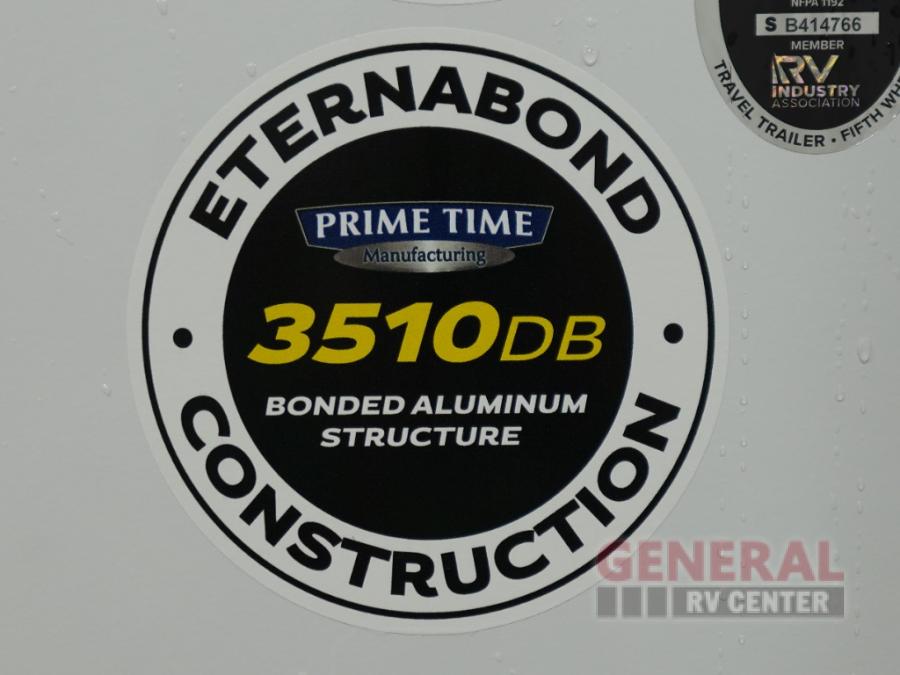 NFPA 1192
S B414766
MEMBER
RV
INDUSTRY
ASSOCIATION
TRAVEL TRAILER • FIFTH
ETERNABOND
PRIME TIME
Manufacturing
3510DB
BONDED ALUMINUM
STRUCTURE
CONSTRUCTION
GENERAL
RV CENTER